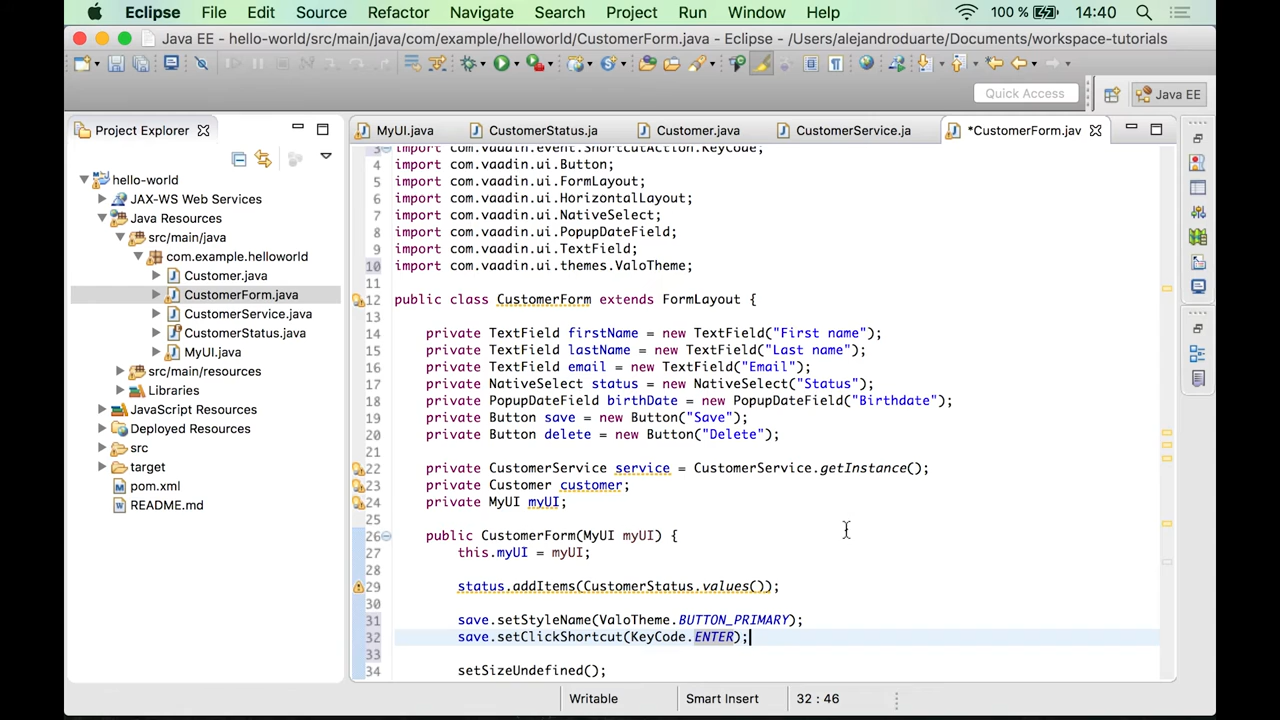 Eclipse File Edit Source Refactor Navigate Search Project Run Window Help 100 % 14:40
Java EE - hello-world/src/main/java/com/example/helloworld/CustomerForm.java - Eclipse - /Users/alejandroduarte/Documents/workspace-tutorials
Quick Access Java EE
Project Explorer
hello-world
JAX-WS Web Services
Java Resources
src/main/java
com.example.helloworld
Customer.java
CustomerForm.java
CustomerService.java
CustomerStatus.java
MyUI.java
src/main/resources
Libraries
JavaScript Resources
Deployed Resources
src
target
pom.xml
README.md
MyUI.java CustomerStatus.ja Customer.java CustomerService.ja *CustomerForm.jav
3 import com.vaadin.event.ShortcutAction.KeyCode;
4 import com.vaadin.ui.Button;
5 import com.vaadin.ui.FormLayout;
6 import com.vaadin.ui.HorizontalLayout;
7 import com.vaadin.ui.NativeSelect;
8 import com.vaadin.ui.PopupDateField;
9 import com.vaadin.ui.TextField;
10 import com.vaadin.ui.themes.ValoTheme;
11
12 public class CustomerForm extends FormLayout {
13
14 private TextField firstName = new TextField("First name");
15 private TextField lastName = new TextField("Last name");
16 private TextField email = new TextField("Email");
17 private NativeSelect status = new NativeSelect("Status");
18 private PopupDateField birthDate = new PopupDateField("Birthdate");
19 private Button save = new Button("Save");
20 private Button delete = new Button("Delete");
21
22 private CustomerService service = CustomerService.getInstance();
23 private Customer customer;
24 private MyUI myUI;
25
26 public CustomerForm(MyUI myUI) {
27 this.myUI = myUI;
28
29 status.addItems(CustomerStatus.values());
30
31 save.setStyleName(ValoTheme.BUTTON_PRIMARY);
32 save.setClickShortcut(KeyCode.ENTER);
33
34 setSizeUndefined();
Writable Smart Insert 32 : 46